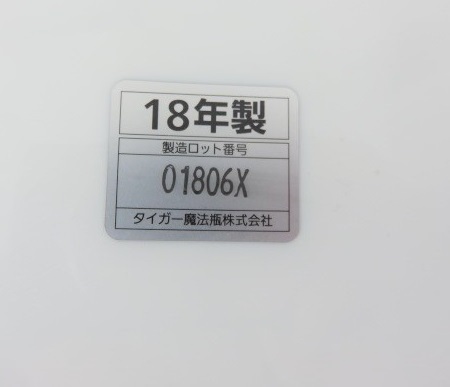 18年製
製造ロット番号
01806X
タイガー魔法瓶株式会社